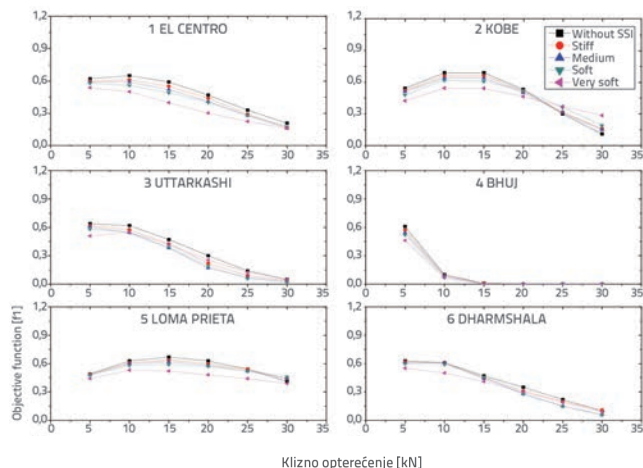 1 EL CENTRO
1,2
0,9
0,6
0,3
0,0
0 5 10 15 20 25 30 35
2 KOBE
1,2
0,9
0,6
0,3
0,0
0 5 10 15 20 25 30 35
Without SSI
Stiff
Medium
Soft
Very soft
3 UTTARKASHI
1,2
0,9
0,6
0,3
0,0
0 5 10 15 20 25 30 35
4 BHUJ
1,2
0,9
0,6
0,3
0,0
0 5 10 15 20 25 30 35
5 LOMA PRIETA
1,2
0,9
0,6
0,3
0,0
0 5 10 15 20 25 30 35
6 DHARMSHALA
1,2
0,9
0,6
0,3
0,0
0 5 10 15 20 25 30 35
Objective function [f1]
Klizno opterećenje [kN]